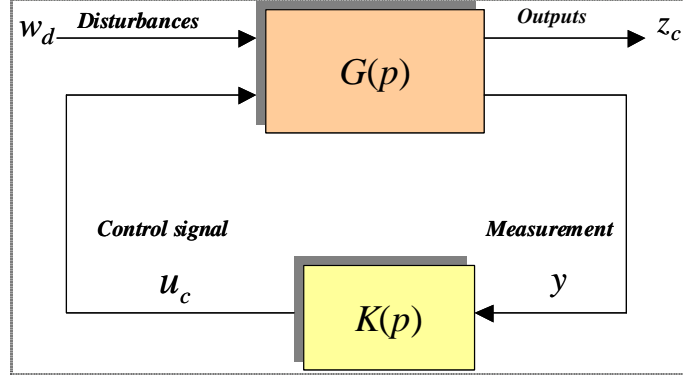 w_d Disturbances
Outputs z_c
G(p)
Control signal
Measurement
u_c
y
K(p)